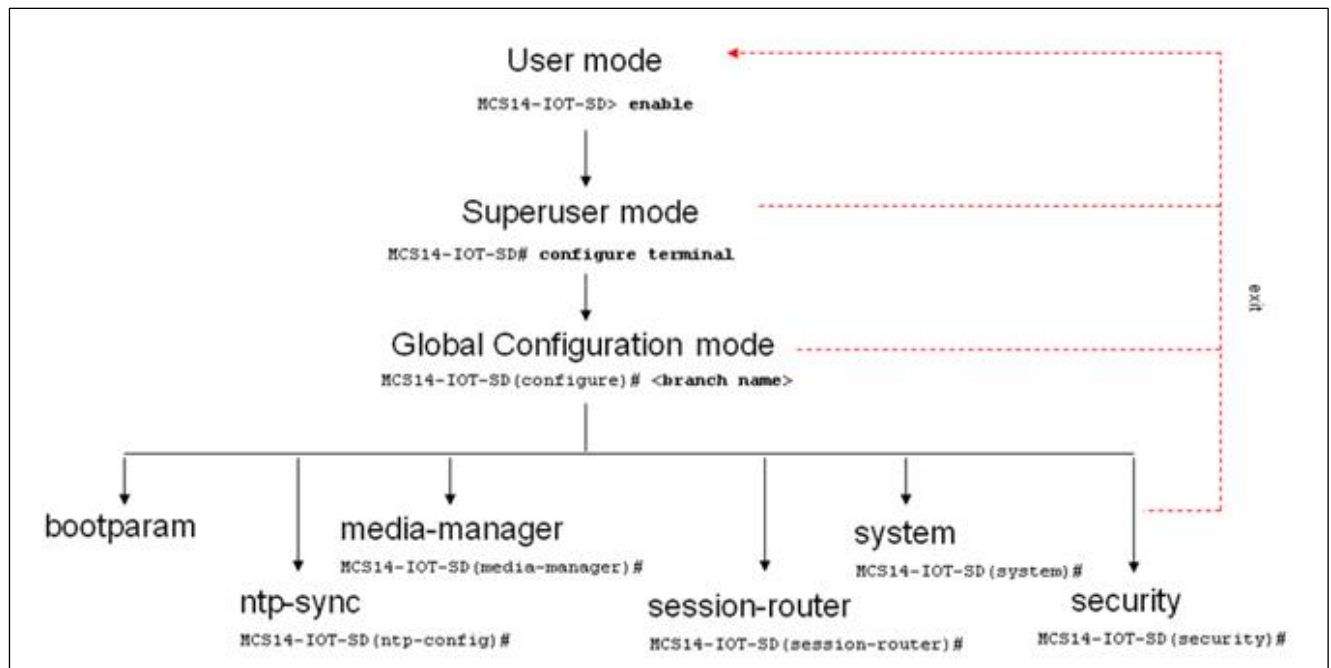 User mode
MCS14-IOT-SD> enable
Superuser mode
MCS14-IOT-SD# configure terminal
exit
Global Configuration mode
MCS14-IOT-SD(configure)# <branch name>
bootparam
media-manager
MCS14-IOT-SD(media-manager)#
system
MCS14-IOT-SD(system)#
ntp-sync
MCS14-IOT-SD(ntp-config)#
session-router
MCS14-IOT-SD(session-router)#
security
MCS14-IOT-SD(security)#